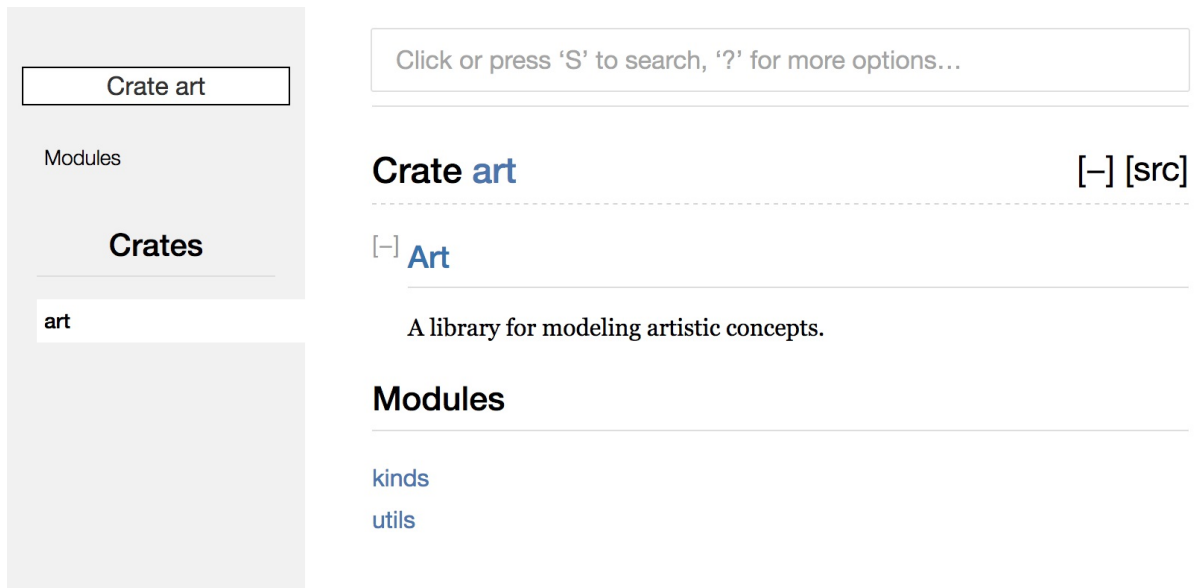 Crate art
Modules
Crates
art
Click or press ‘S’ to search, ‘?’ for more options…
Crate art [−] [src]
[−] Art
A library for modeling artistic concepts.
Modules
kinds
utils